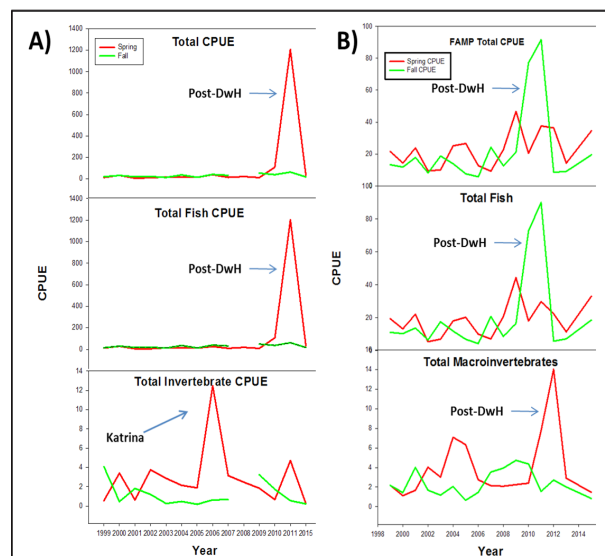 A)
Total CPUE
Spring
Fall
Post-DwH
1400
1200
1000
800
600
400
200
0
Total Fish CPUE
Post-DwH
1400
1200
1000
800
600
400
200
0
CPUE
Total Invertebrate CPUE
Katrina
14
12
10
8
6
4
2
0
1999 2000 2001 2002 2003 2004 2005 2006 2007 2008 2009 2010 2011 2015
Year
B)
FAMP Total CPUE
Spring CPUE
Fall CPUE
Post-DwH
100
80
60
40
20
Total Fish
Post-DwH
80
60
40
20
CPUE
Total Macroinvertebrates
Post-DwH
14
12
10
8
6
4
2
0
1998 2000 2002 2004 2006 2008 2010 2012 2014
Year